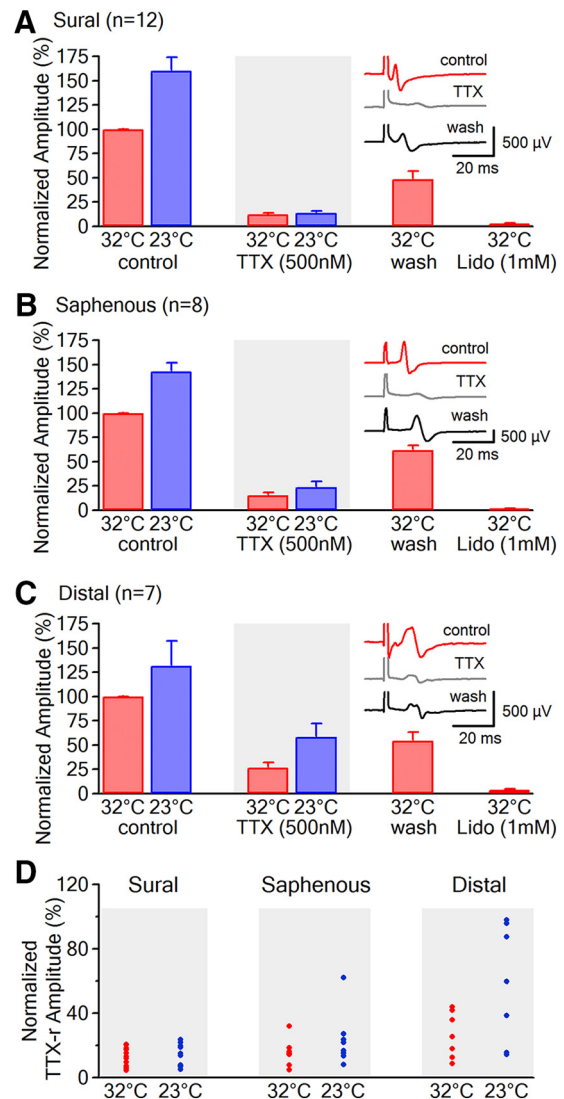 A Sural (n=12)
Normalized Amplitude (%)
175
150
125
100
75
50
25
0
control
TTX
wash
500 µV
20 ms
32°C 23°C 32°C 23°C 32°C 32°C
control TTX (500nM) wash Lido (1mM)
B Saphenous (n=8)
Normalized Amplitude (%)
175
150
125
100
75
50
25
0
control
TTX
wash
500 µV
20 ms
32°C 23°C 32°C 23°C 32°C 32°C
control TTX (500nM) wash Lido (1mM)
C Distal (n=7)
Normalized Amplitude (%)
175
150
125
100
75
50
25
0
control
TTX
wash
500 µV
20 ms
32°C 23°C 32°C 23°C 32°C 32°C
control TTX (500nM) wash Lido (1mM)
D
Sural Saphenous Distal
Normalized
TTX-r Amplitude (%)
120
80
40
0
32°C 23°C 32°C 23°C 32°C 23°C